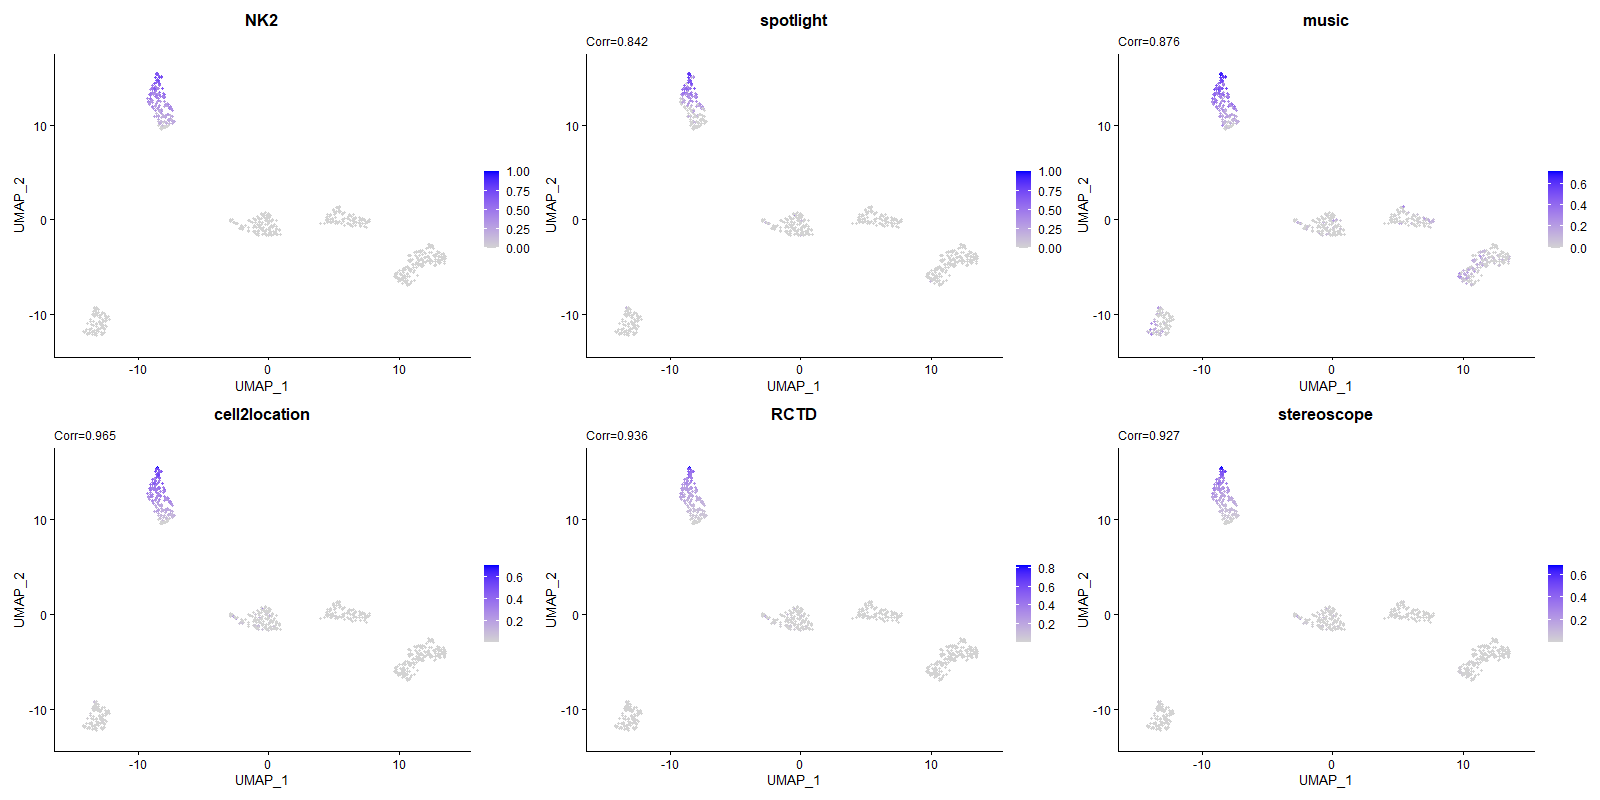 NK2
10
0
-10
-10
0
10
UMAP_1
UMAP_2
1.00
0.75
0.50
0.25
0.00
spotlight
Corr=0.842
10
0
-10
-10
0
10
UMAP_1
UMAP_2
1.00
0.75
0.50
0.25
0.00
music
Corr=0.876
10
0
-10
-10
0
10
UMAP_1
UMAP_2
0.6
0.4
0.2
0.0
cell2location
Corr=0.965
10
0
-10
-10
0
10
UMAP_1
UMAP_2
0.6
0.4
0.2
RCTD
Corr=0.936
10
0
-10
-10
0
10
UMAP_1
UMAP_2
0.8
0.6
0.4
0.2
stereoscope
Corr=0.927
10
0
-10
-10
0
10
UMAP_1
UMAP_2
0.6
0.4
0.2